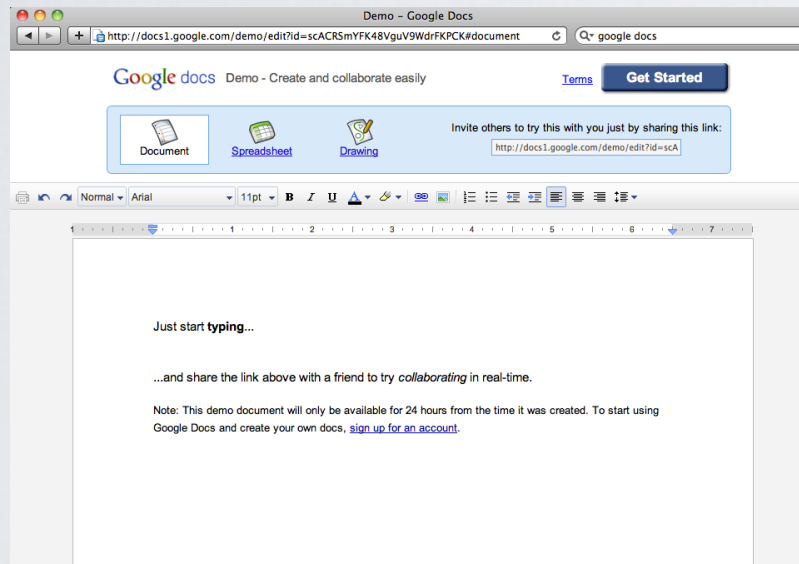 Demo - Google Docs
http://docs1.google.com/demo/edit?id=scACRSmYFK48VguV9WdrFKPCK#document
google docs
Google docs Demo - Create and collaborate easily
Terms
Get Started
Invite others to try this with you just by sharing this link:
http://docs1.google.com/demo/edit?id=scA
Document
Spreadsheet
Drawing
Normal Arial 11pt B I U A
1 1 2 3 4 5 6 7
Just start typing...
...and share the link above with a friend to try collaborating in real-time.
Note: This demo document will only be available for 24 hours from the time it was created. To start using
Google Docs and create your own docs, sign up for an account.